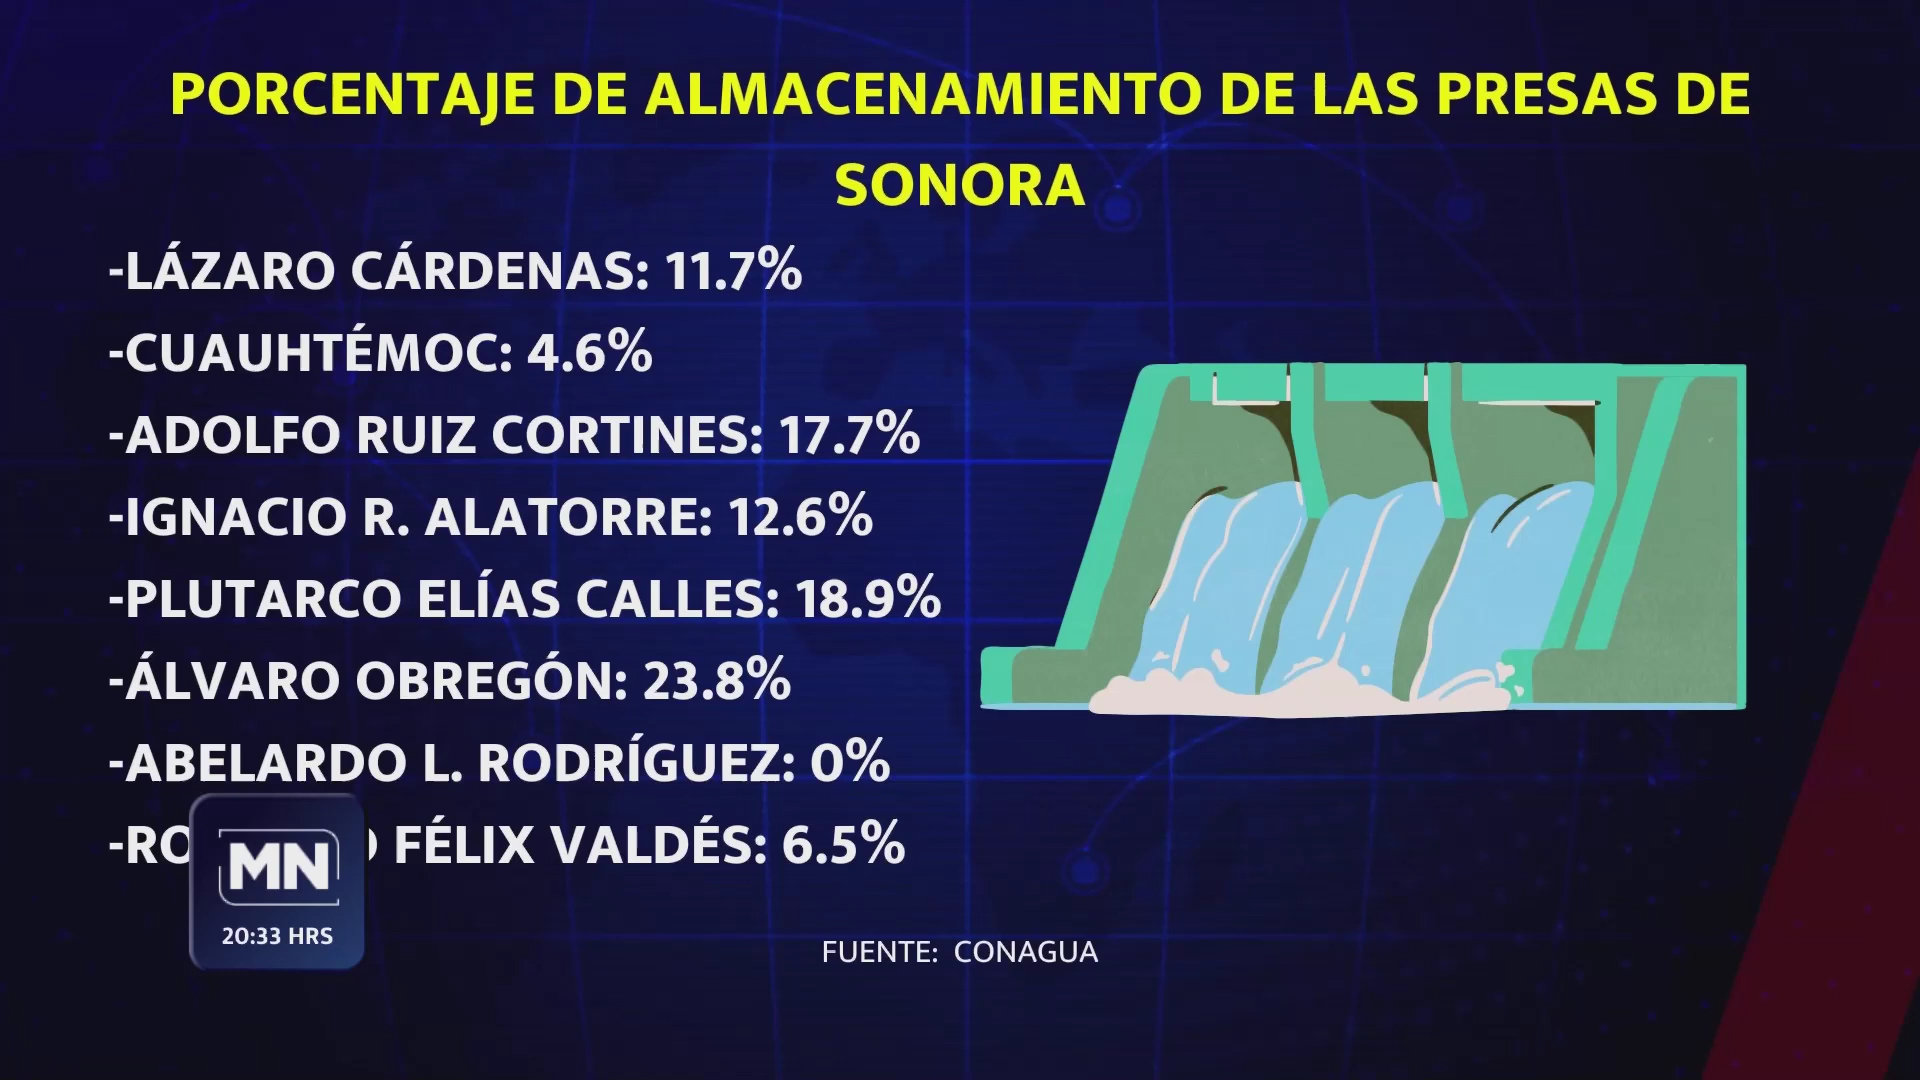 PORCENTAJE DE ALMACENAMIENTO DE LAS PRESAS DE
SONORA
-LÁZARO CÁRDENAS: 11.7%
-CUAUHTÉMOC: 4.6%
-ADOLFO RUIZ CORTINES: 17.7%
-IGNACIO R. ALATORRE: 12.6%
-PLUTARCO ELÍAS CALLES: 18.9%
-ÁLVARO OBREGÓN: 23.8%
-ABELARDO L. RODRÍGUEZ: 0%
FÉLIX VALDÉS: 6.5%
MN
20:33 HRS
FUENTE: CONAGUA